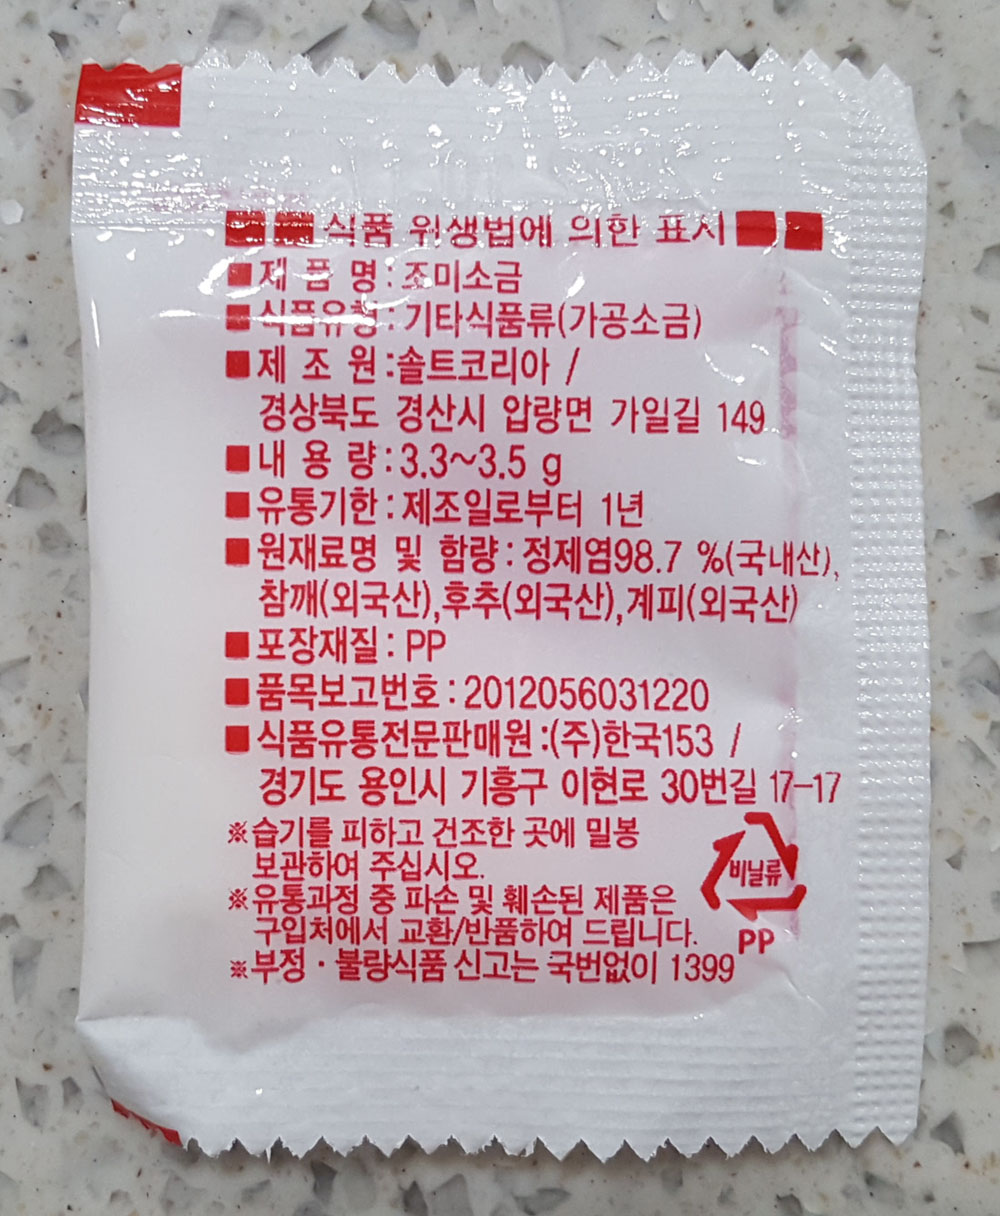 ■■식품 위생법에 의한 표시■■
■제 품 명:조미소금
■식품유형:기타식품류(가공소금)
■제 조 원:솔트코리아 /
경상북도 경산시 압량면 가일길 149
■내 용 량:3.3~3.5 g
■유통기한:제조일로부터 1년
■원재료명 및 함량:정제염98.7 %(국내산),
참깨(외국산),후추(외국산),계피(외국산)
■포장재질:PP
■품목보고번호:2012056031220
■식품유통전문판매원:(주)한국153 /
경기도 용인시 기흥구 이현로 30번길 17-17
※습기를 피하고 건조한 곳에 밀봉
보관하여 주십시오.
※유통과정 중 파손 및 훼손된 제품은
구입처에서 교환/반품하여 드립니다.
※부정·불량식품 신고는 국번없이 1399
비닐류
PP